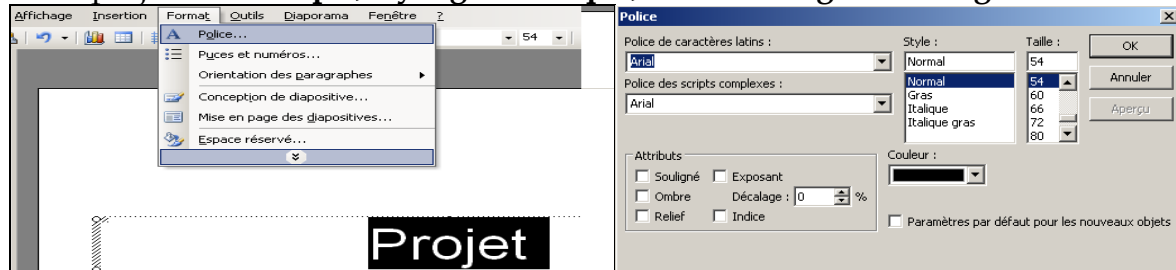 Affichage Insertion Format Outils Diaporama Fenêtre ?
Police...
54
Puces et numéros...
Orientation des paragraphes
Conception de diapositive...
Mise en page des diapositives...
Espace réservé...
Projet
Police
Police de caractères latins :
Arial
Police des scripts complexes :
Arial
Style :
Normal
Normal
Gras
Italique
Italique gras
Taille :
54
54
60
66
72
80
OK
Annuler
Aperçu
Attributs
Souligné Exposant
Ombre Décalage : 0 %
Relief Indice
Couleur :
Paramètres par défaut pour les nouveaux objets